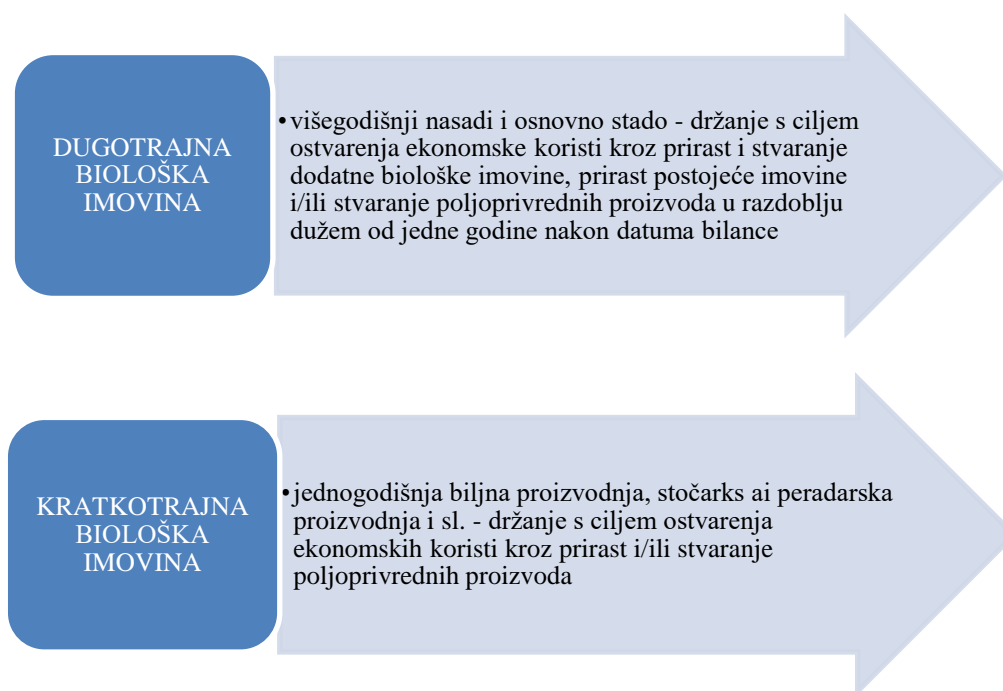 DUGOTRAJNA
BIOLOŠKA
IMOVINA
•višegodišnji nasadi i osnovno stado - držanje s ciljem
ostvarenja ekonomske koristi kroz prirast i stvaranje
dodatne biološke imovine, prirast postojeće imovine
i/ili stvaranje poljoprivrednih proizvoda u razdoblju
dužem od jedne godine nakon datuma bilance
KRATKOTRAJNA
BIOLOŠKA
IMOVINA
•jednogodišnja biljna proizvodnja, stočarks ai peradarska
proizvodnja i sl. - držanje s ciljem ostvarenja
ekonomskih koristi kroz prirast i/ili stvaranje
poljoprivrednih proizvoda